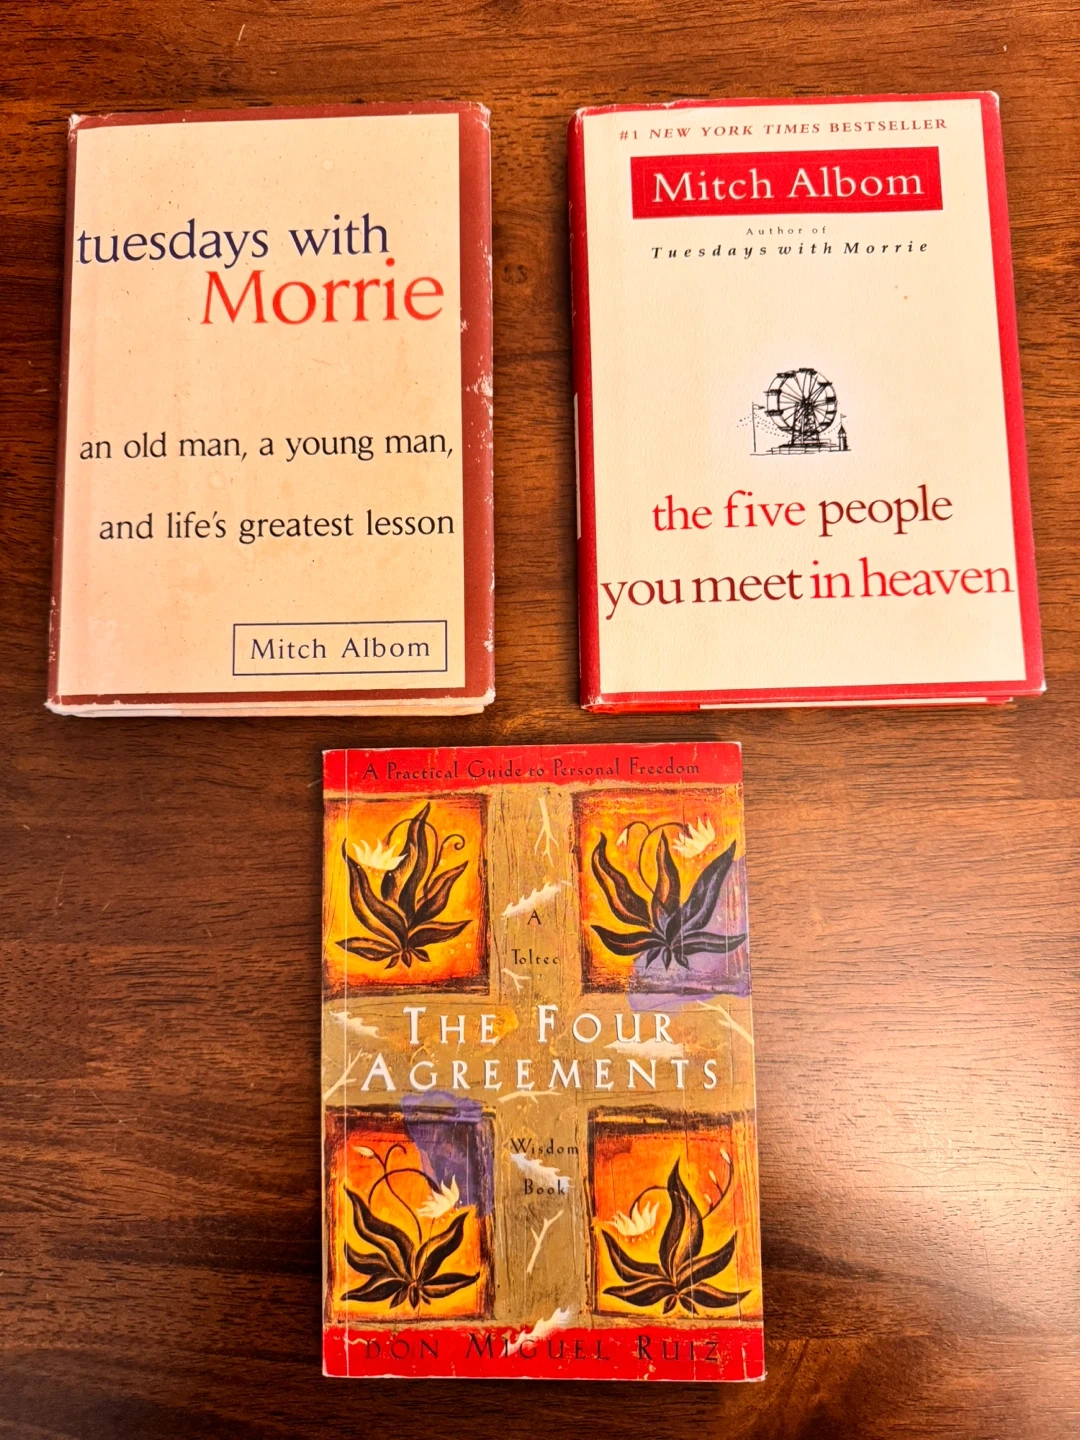 tuesdays with
Morrie
an old man, a young man,
and life's greatest lesson
Mitch Albom
#1 NEW YORK TIMES BESTSELLER
Mitch Albom
Author of
Tuesdays with Morrie
the five people
you meet in heaven
A Practical Guide to Personal Freedom
A
Toltec
THE FOUR
AGREEMENTS
Wisdom
Book
DON MIGUEL RUIZ